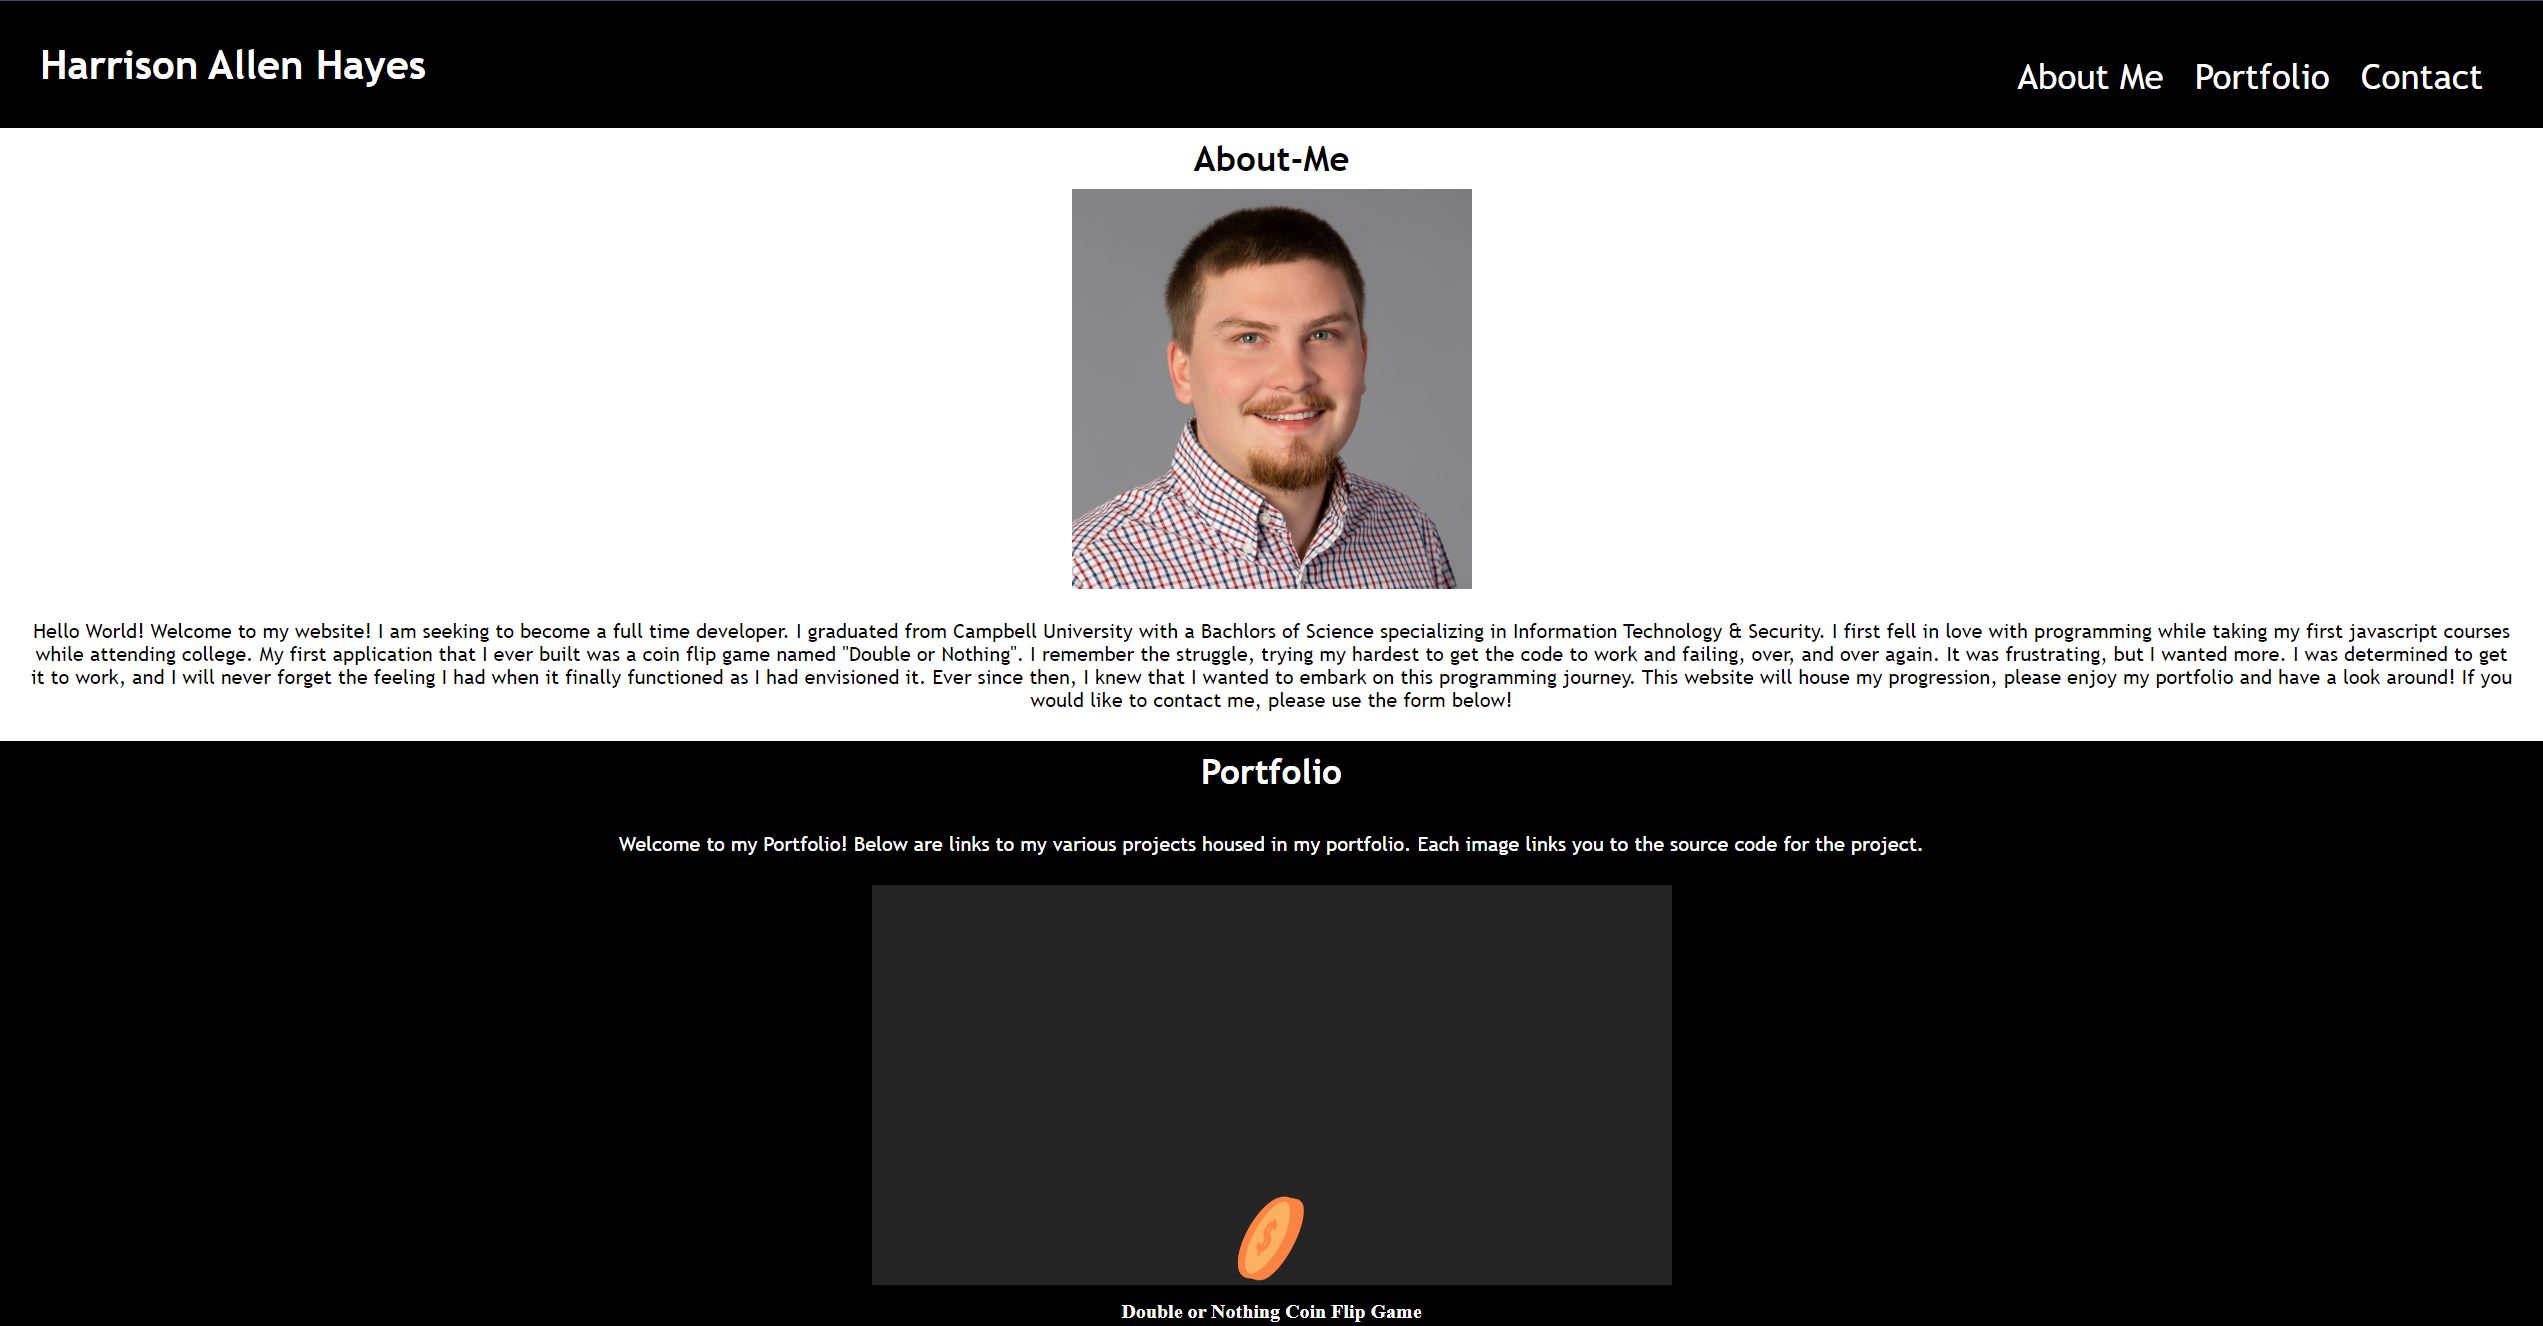 Harrison Allen Hayes
About Me Portfolio Contact
About-Me
Hello World! Welcome to my website! I am seeking to become a full time developer. I graduated from Campbell University with a Bachlors of Science specializing in Information Technology & Security. I first fell in love with programming while taking my first javascript courses
while attending college. My first application that I ever built was a coin flip game named "Double or Nothing". I remember the struggle, trying my hardest to get the code to work and failing, over, and over again. It was frustrating, but I wanted more. I was determined to get
it to work, and I will never forget the feeling I had when it finally functioned as I had envisioned it. Ever since then, I knew that I wanted to embark on this programming journey. This website will house my progression, please enjoy my portfolio and have a look around! If you
would like to contact me, please use the form below!
Portfolio
Welcome to my Portfolio! Below are links to my various projects housed in my portfolio. Each image links you to the source code for the project.
$
Double or Nothing Coin Flip Game